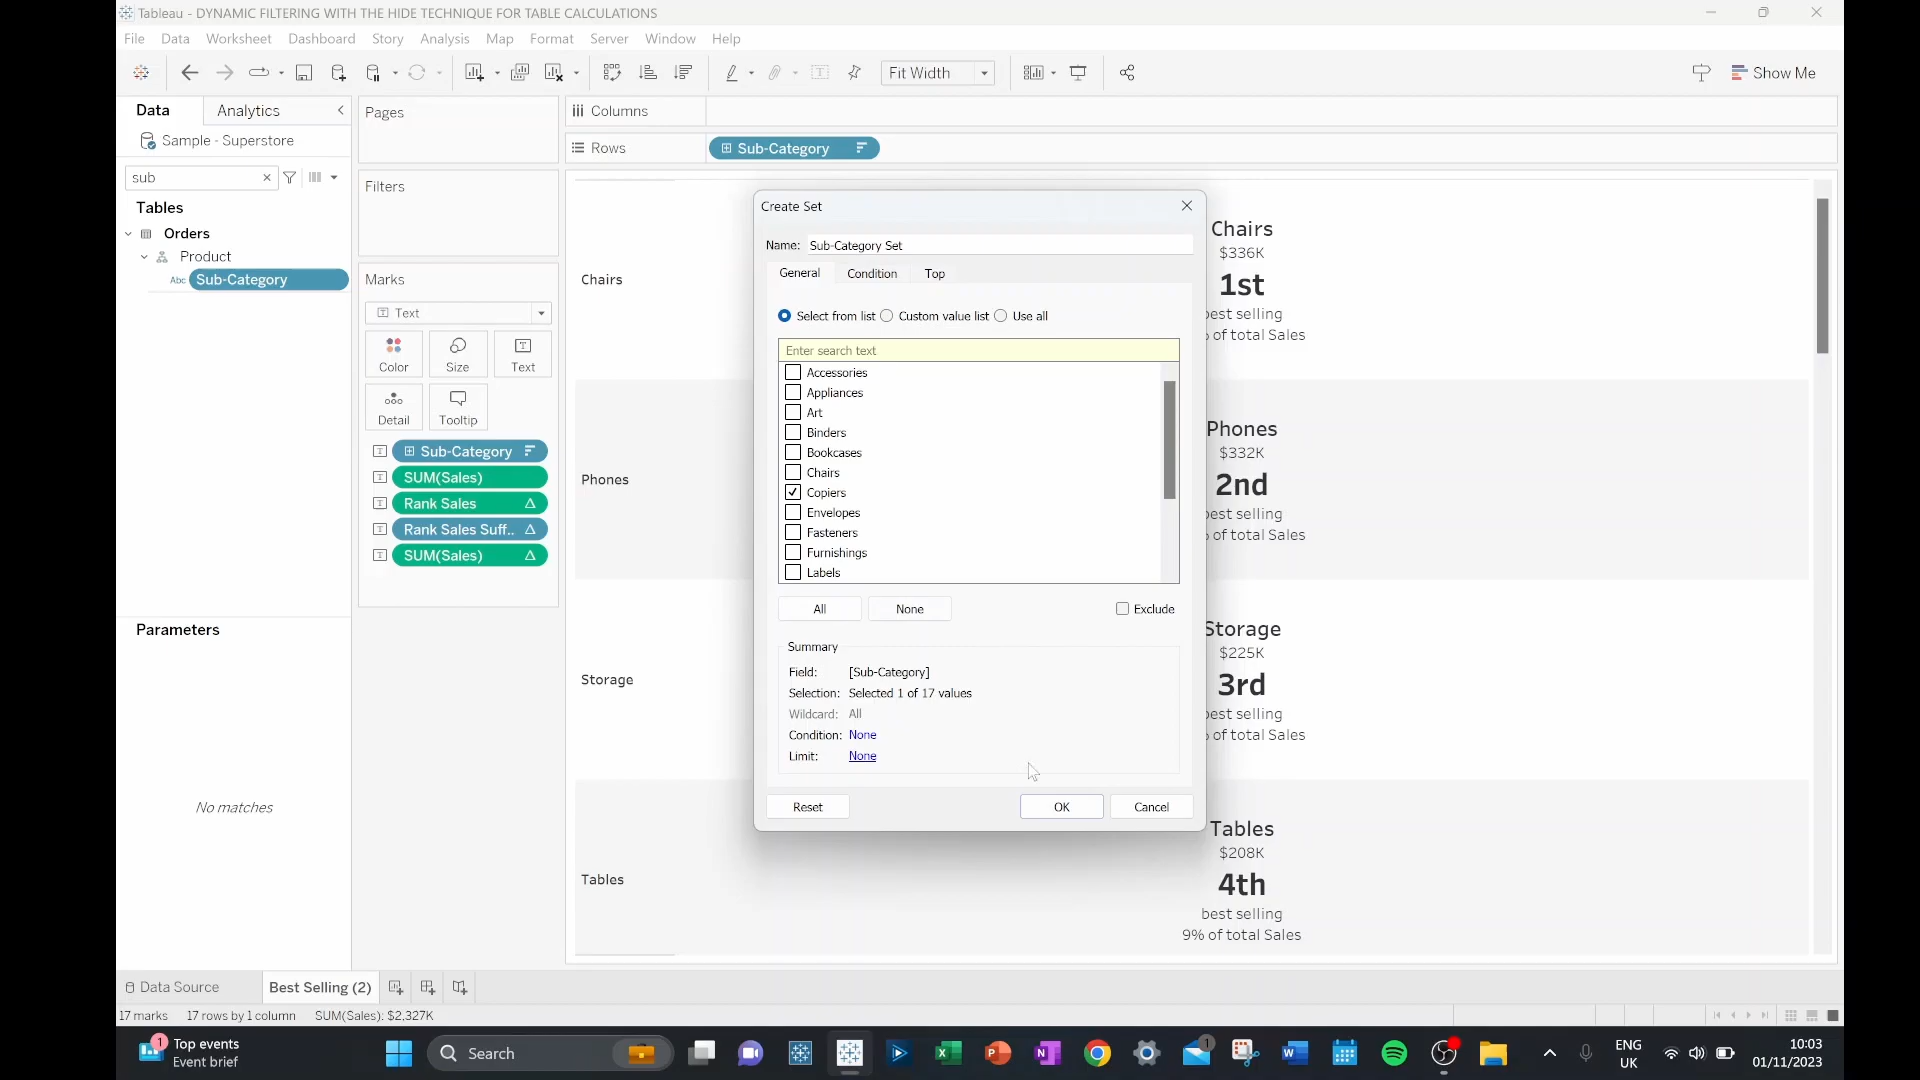 Tableau - DYNAMIC FILTERING WITH THE HIDE TECHNIQUE FOR TABLE CALCULATIONS
File Data Worksheet Dashboard Story Analysis Map Format Server Window Help
Fit Width
Show Me
Data Analytics
Sample - Superstore
sub
Tables
Orders
Product
Abc Sub-Category
Parameters
No matches
Pages
Filters
Marks
Text
Color Size Text
Detail Tooltip
Sub-Category
SUM(Sales)
Rank Sales
Rank Sales Suff..
SUM(Sales)
Columns
Rows Sub-Category
Chairs
Phones
Storage
Tables
Chairs
$336K
1st
best selling
of total Sales
Phones
$332K
2nd
best selling
of total Sales
Storage
$225K
3rd
best selling
% of total Sales
Tables
$208K
4th
best selling
9% of total Sales
Create Set
Name: Sub-Category Set
General Condition Top
Select from list Custom value list Use all
Enter search text
Accessories
Appliances
Art
Binders
Bookcases
Chairs
Copiers
Envelopes
Fasteners
Furnishings
Labels
All None Exclude
Summary
Field: [Sub-Category]
Selection: Selected 1 of 17 values
Wildcard: All
Condition: None
Limit: None
Reset OK Cancel
Data Source Best Selling (2)
17 marks 17 rows by 1 column SUM(Sales): $2,327K
1 Top events
Event brief
Search
1
ENG
UK
10:03
01/11/2023